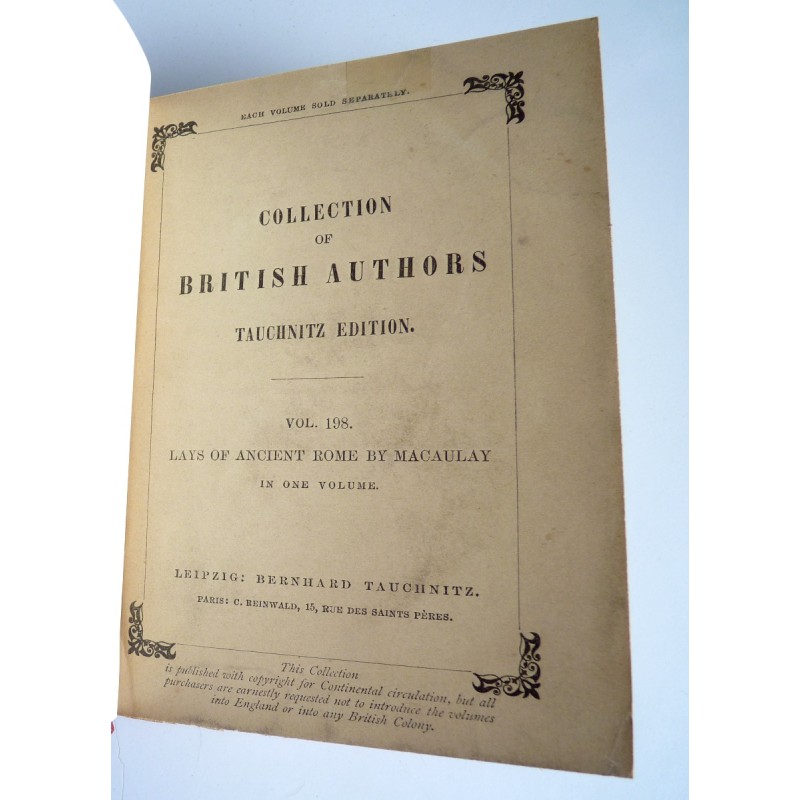 EACH VOLUME SOLD SEPARATELY.
COLLECTION
OF
BRITISH AUTHORS
TAUCHNITZ EDITION.
VOL. 198.
LAYS OF ANCIENT ROME BY MACAULAY
IN ONE VOLUME.
LEIPZIG: BERNHARD TAUCHNITZ.
PARIS: C. REINWALD, 15, RUE DES SAINTS PÈRES.
This Collection
is published with copyright for Continental circulation, but all
purchasers are earnestly requested not to introduce the volumes
into England or into any British Colony.